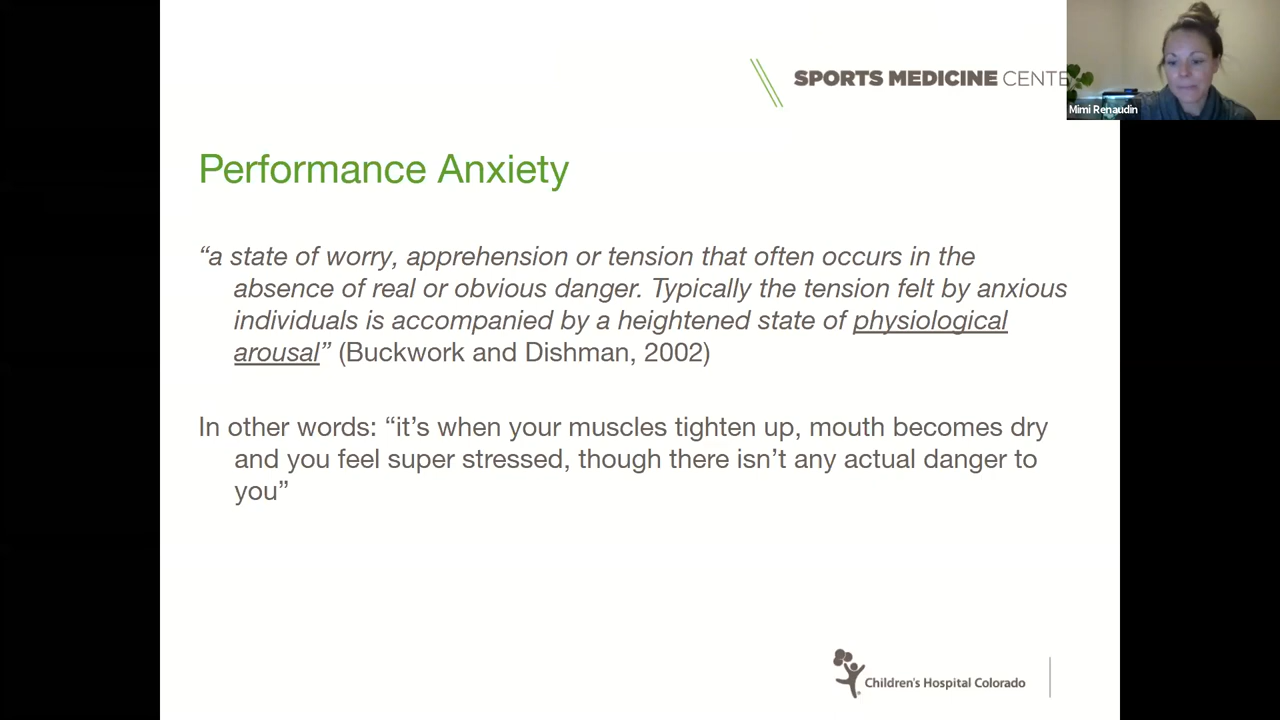 SPORTS MEDICINE CENTE
Mimi Renaudin
Performance Anxiety
“a state of worry, apprehension or tension that often occurs in the
absence of real or obvious danger. Typically the tension felt by anxious
individuals is accompanied by a heightened state of physiological
arousal” (Buckwork and Dishman, 2002)
In other words: “it’s when your muscles tighten up, mouth becomes dry
and you feel super stressed, though there isn’t any actual danger to
you”
Children's Hospital Colorado